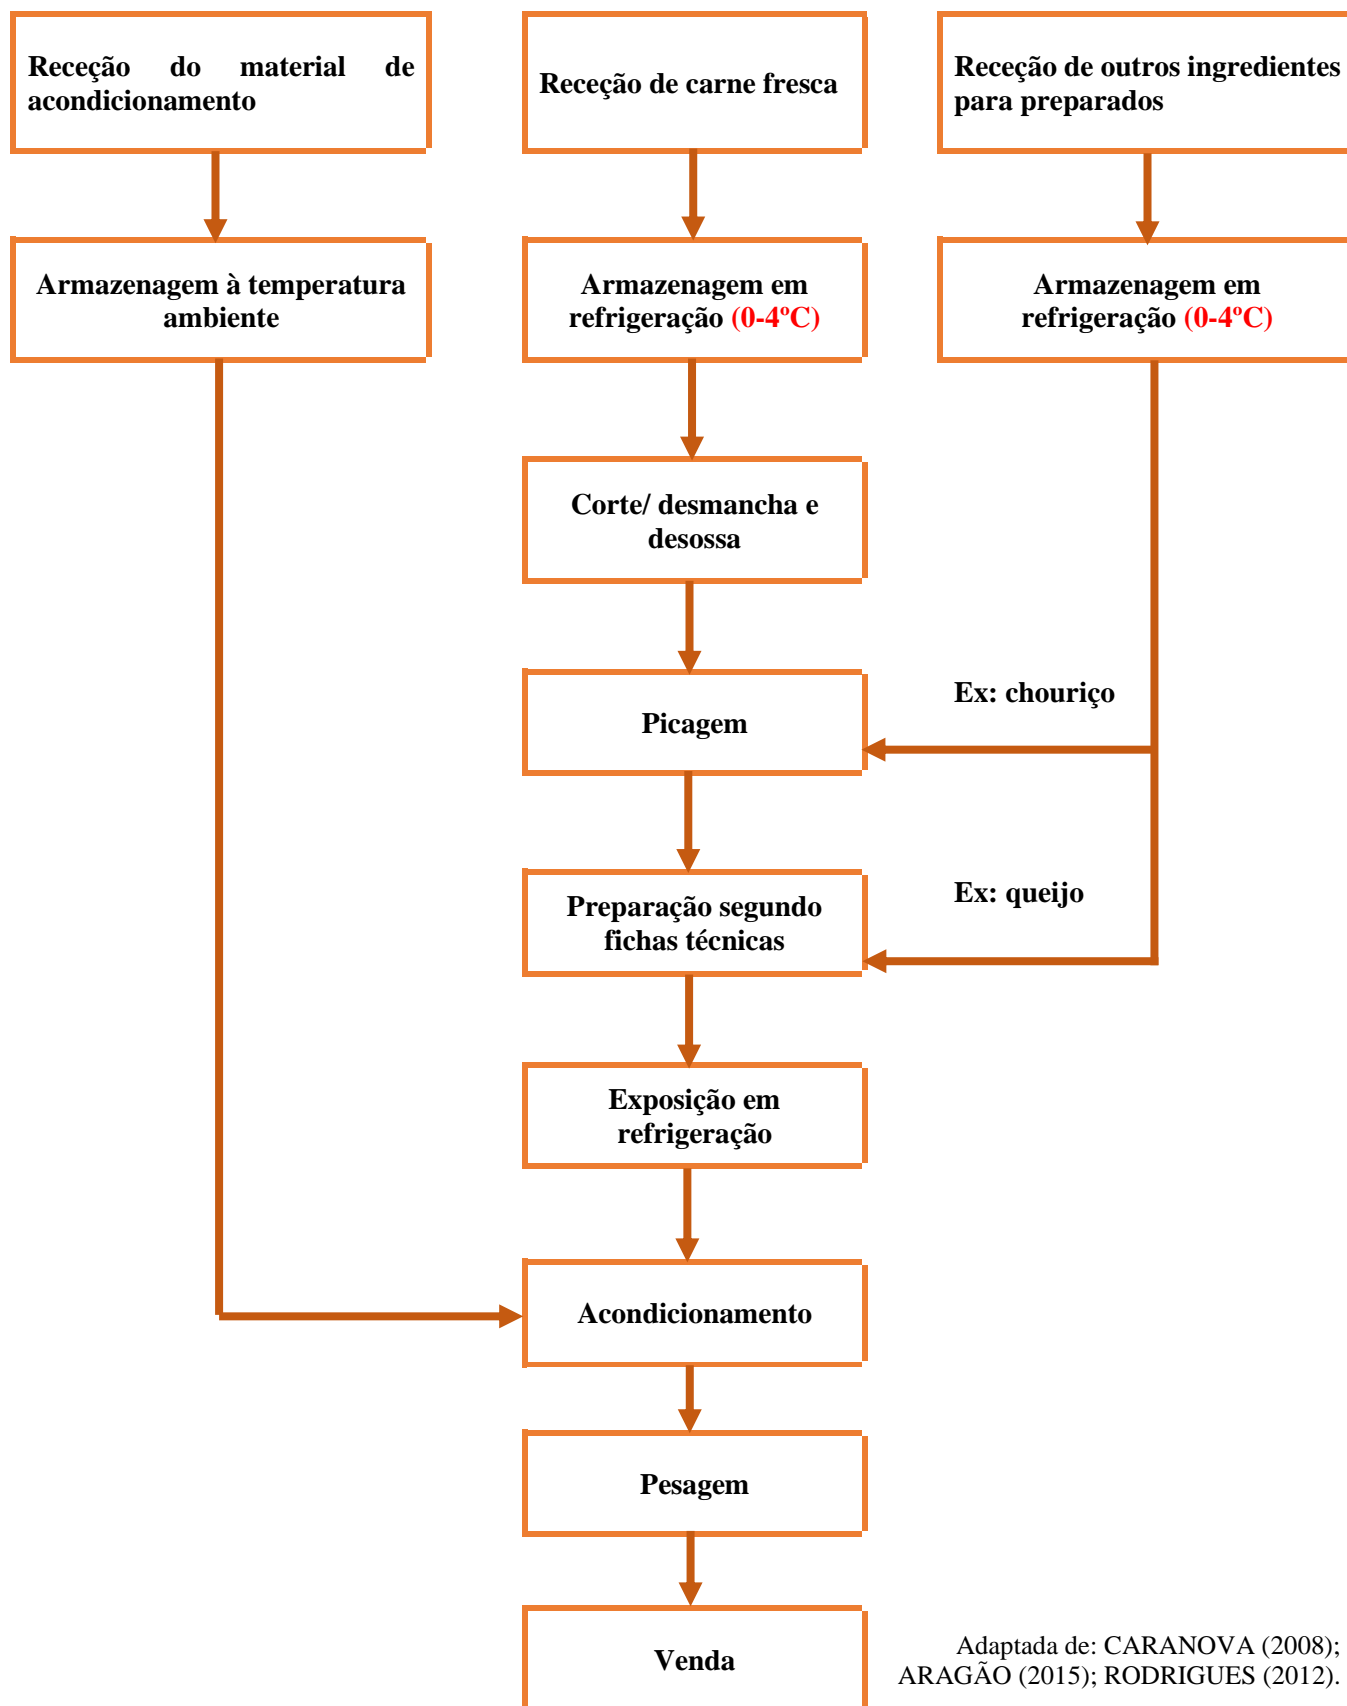 Receção do material de
acondicionamento
Receção de carne fresca
Receção de outros ingredientes
para preparados
Armazenagem à temperatura
ambiente
Armazenagem em
refrigeração (0-4ºC)
Armazenagem em
refrigeração (0-4ºC)
Corte/ desmancha e
desossa
Ex: chouriço
Picagem
Ex: queijo
Preparação segundo
fichas técnicas
Exposição em
refrigeração
Acondicionamento
Pesagem
Venda
Adaptada de: CARANOVA (2008);
ARAGÃO (2015); RODRIGUES (2012).